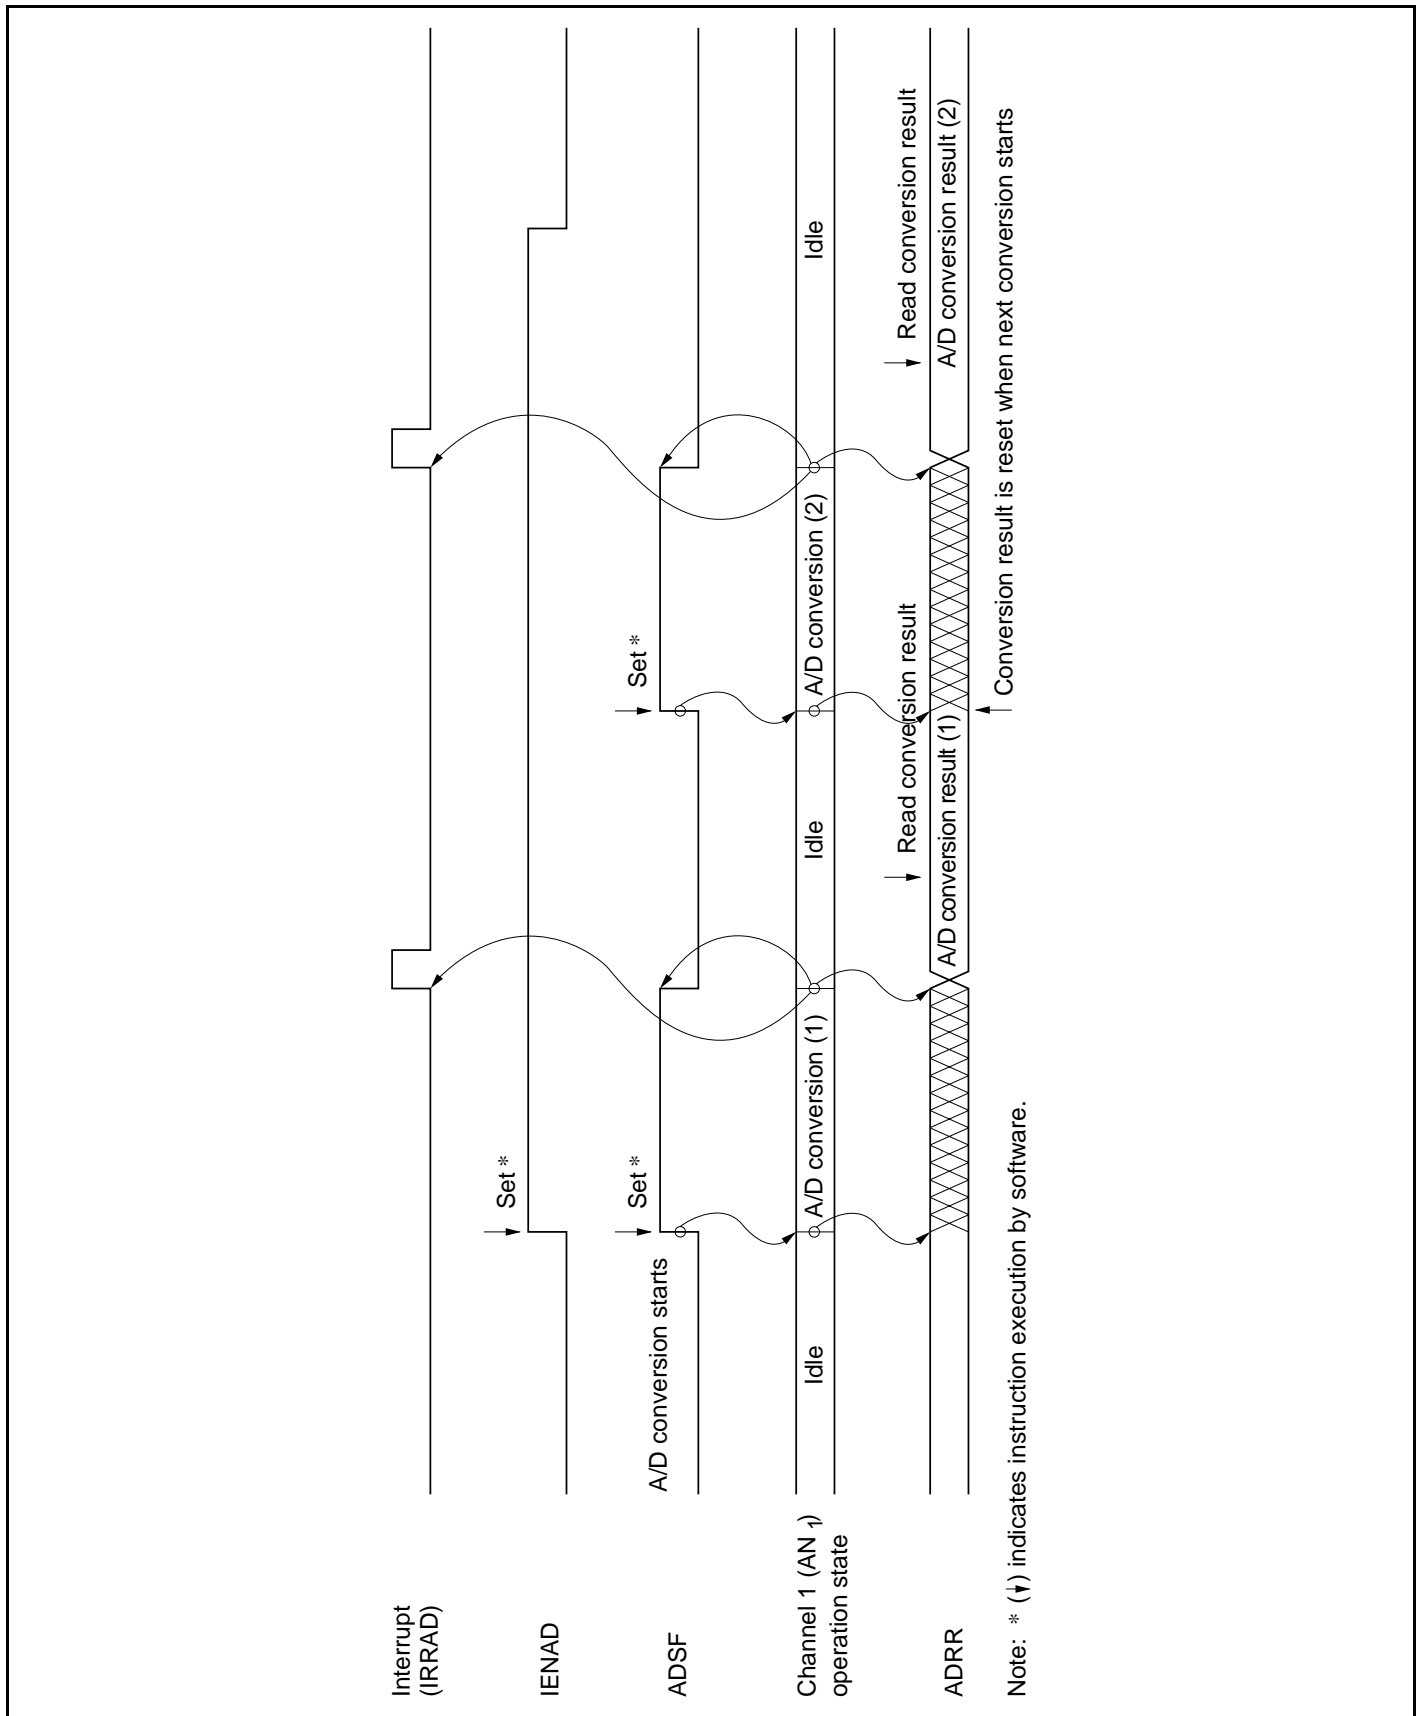 Interrupt
(IRRAD)
IENAD
Set *
ADSF
A/D conversion starts
Set *
Set *
Channel 1 (AN 1)
operation state
Idle
A/D conversion (1)
Idle
A/D conversion (2)
Idle
Read conversion result
Read conversion result
ADRR
A/D conversion result (1)
A/D conversion result (2)
Conversion result is reset when next conversion starts
Note: * (↓) indicates instruction execution by software.